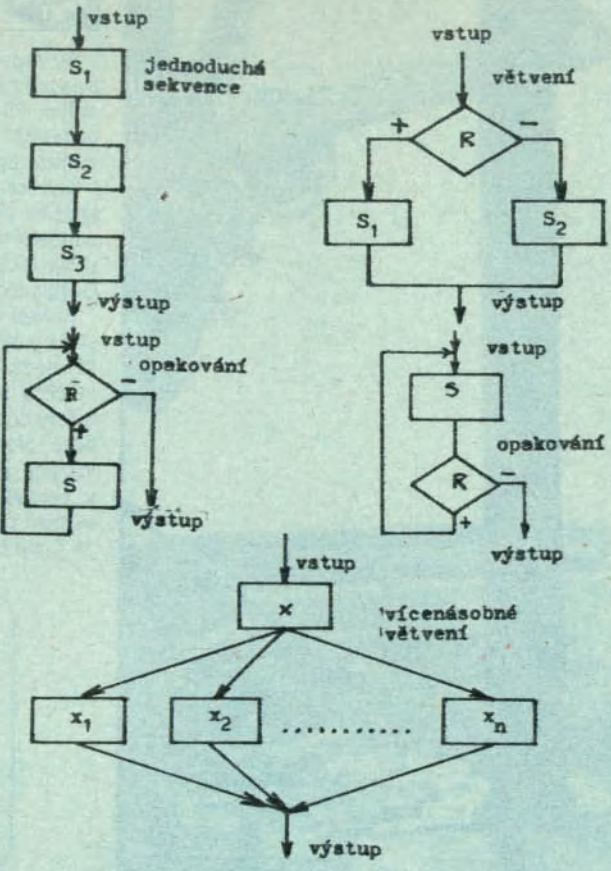 vstup
S1
jednoduchá
sekvence
S2
S3
výstup
vstup
větvení
+
R
−
S1
S2
výstup
vstup
opakování
R
−
+
S
výstup
vstup
S
opakování
R
−
+
výstup
vstup
x
vícenásobné
větvení
x1
x2
............
xn
výstup